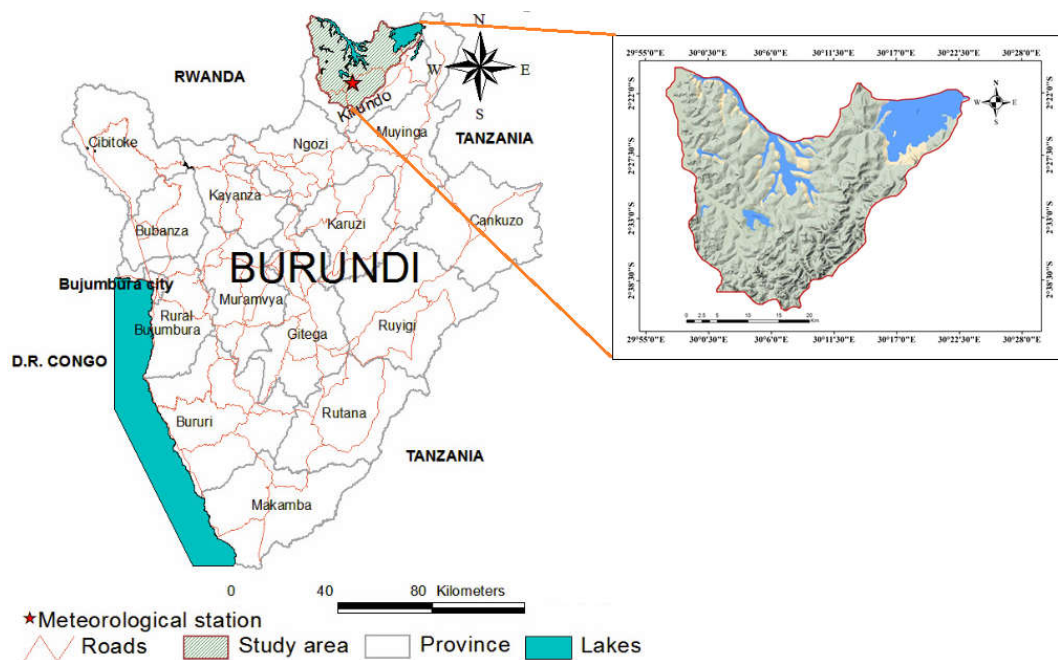 N
W E
S
RWANDA
Kirundo
Muyinga
TANZANIA
Cibitoke
Ngozi
Kayanza
Karuzi
Cankuzo
Bubanza
BURUNDI
Bujumbura city
Muramvya
Rural
Bujumbura
Gitega
Ruyigi
D.R. CONGO
Bururi
Rutana
TANZANIA
Makamba
0 40 80 Kilometers
Meteorological station
Roads Study area Province Lakes
29°55'0"E 30°0'30"E 30°6'0"E 30°11'30"E 30°17'0"E 30°22'30"E 30°28'0"E
2°22'0"S 2°22'0"S
N
W E
S
2°27'30"S 2°27'30"S
2°33'0"S 2°33'0"S
2°38'30"S 2°38'30"S
0 2.5 5 10 15 20
Km
29°55'0"E 30°0'30"E 30°6'0"E 30°11'30"E 30°17'0"E 30°22'30"E 30°28'0"E